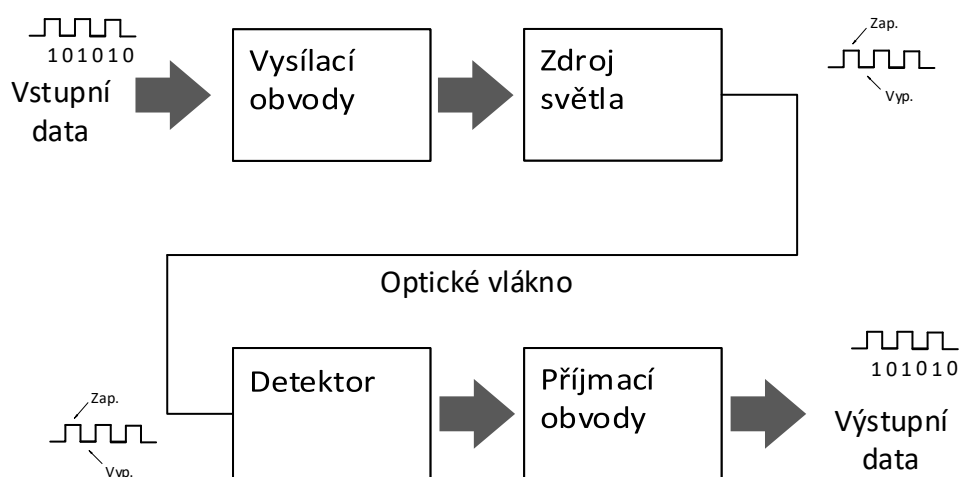 101010
Vstupní
data
Vysílací
obvody
Zdroj
světla
Zap.
Vyp.
Optické vlákno
Zap.
Vyp.
Detektor
Příjmací
obvody
101010
Výstupní
data